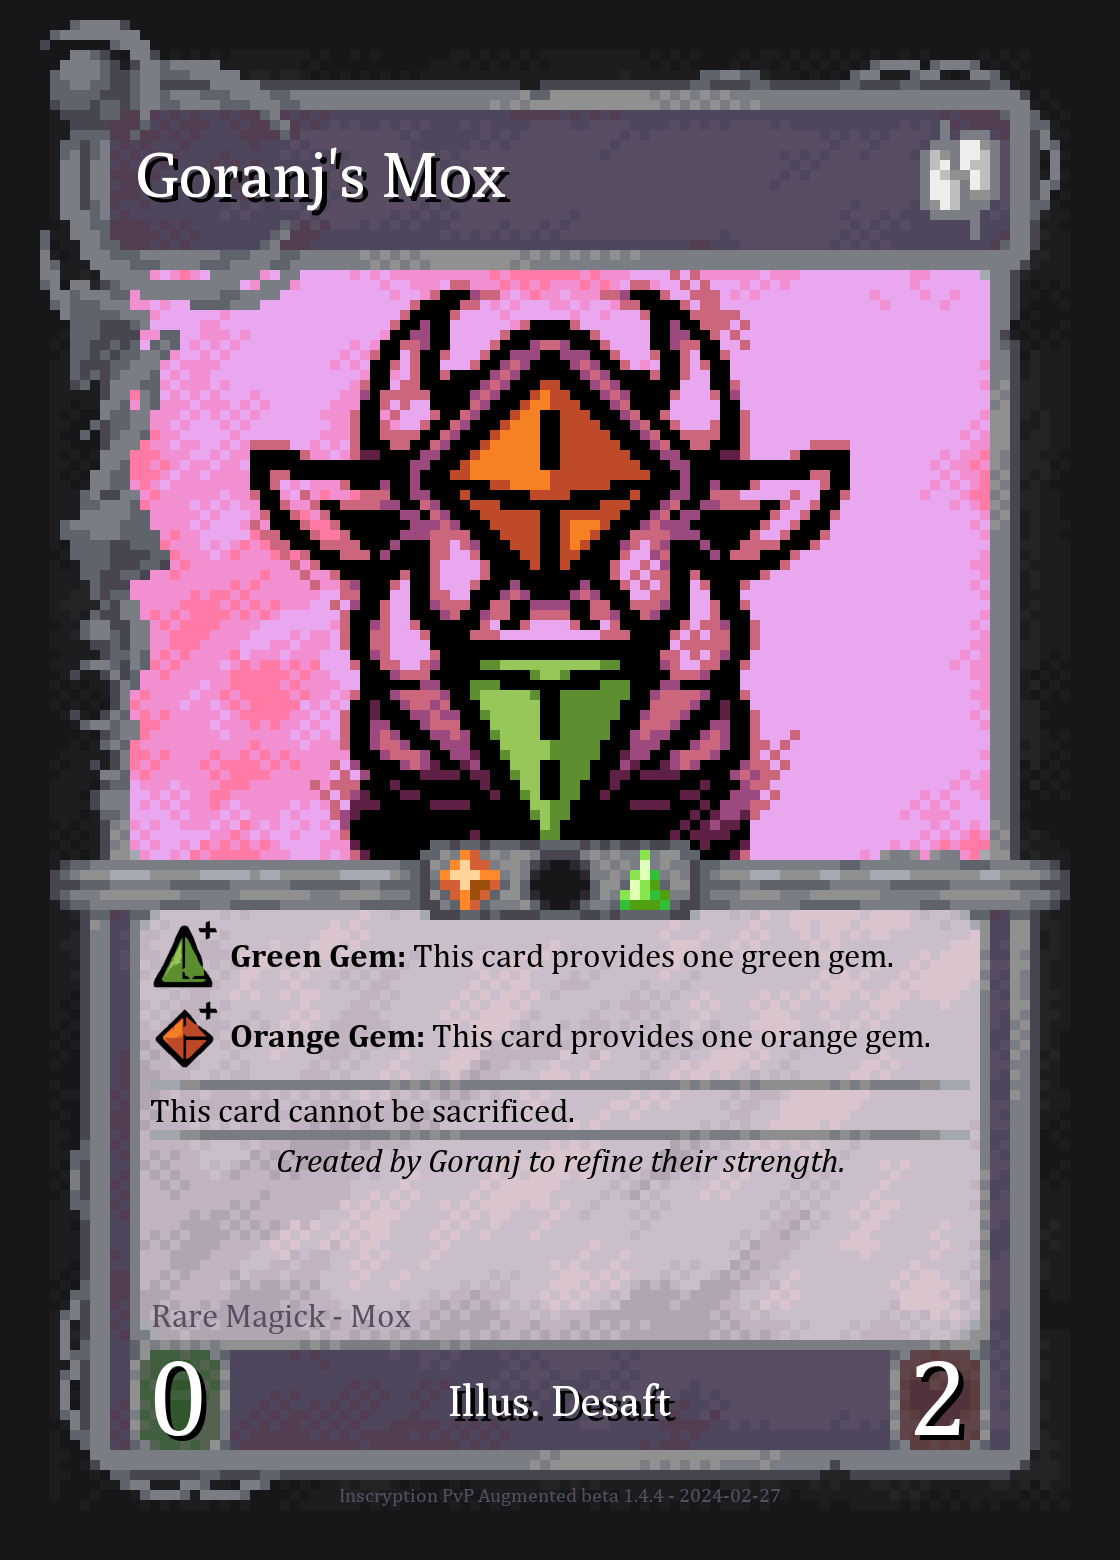 Goranj's Mox
Green Gem: This card provides one green gem.
Orange Gem: This card provides one orange gem.
This card cannot be sacrificed.
Created by Goranj to refine their strength.
Rare Magick - Mox
0
Illus. Desaft
2
Inscryption PvP Augmented beta 1.4.4 - 2024-02-27